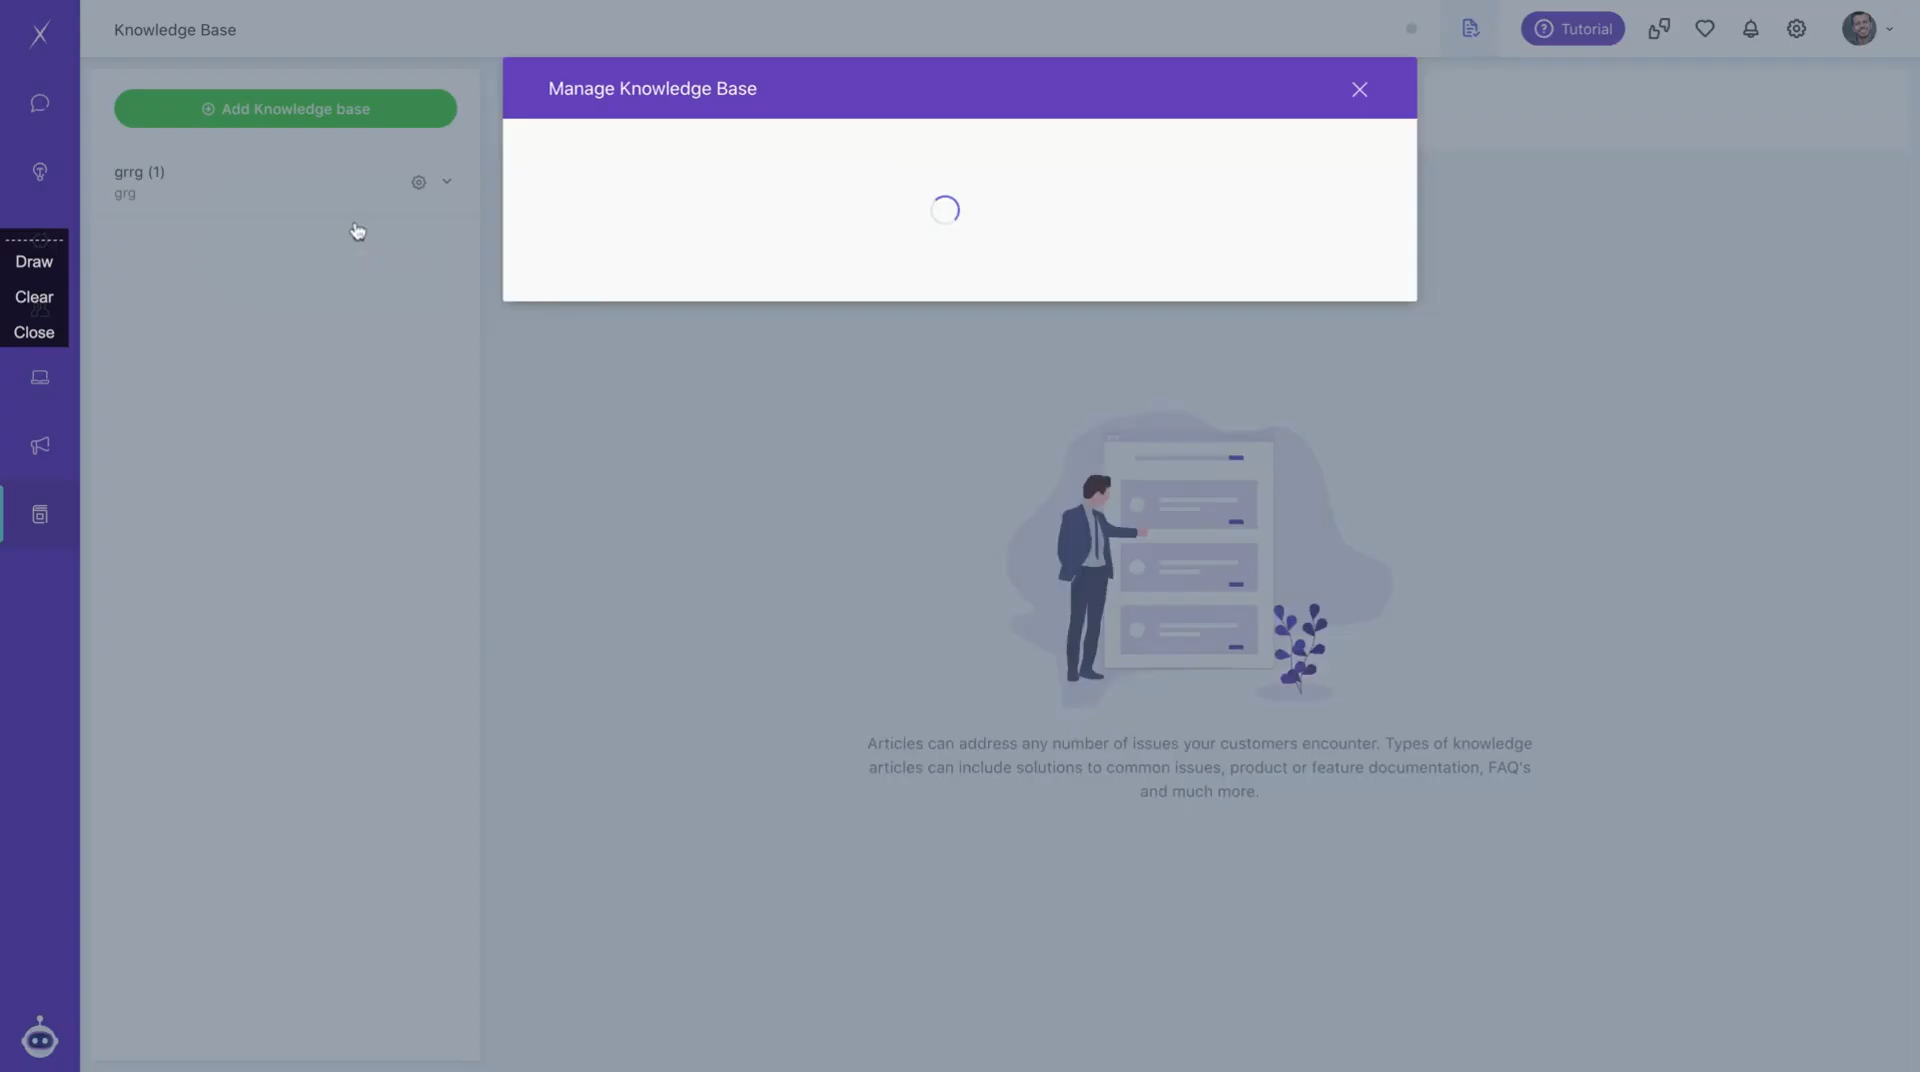 Knowledge Base
Tutorial
Manage Knowledge Base
Add Knowledge base
grrg (1)
grg
Draw
Clear
Close
Articles can address any number of issues your customers encounter. Types of knowledge
articles can include solutions to common issues, product or feature documentation, FAQ's
and much more.